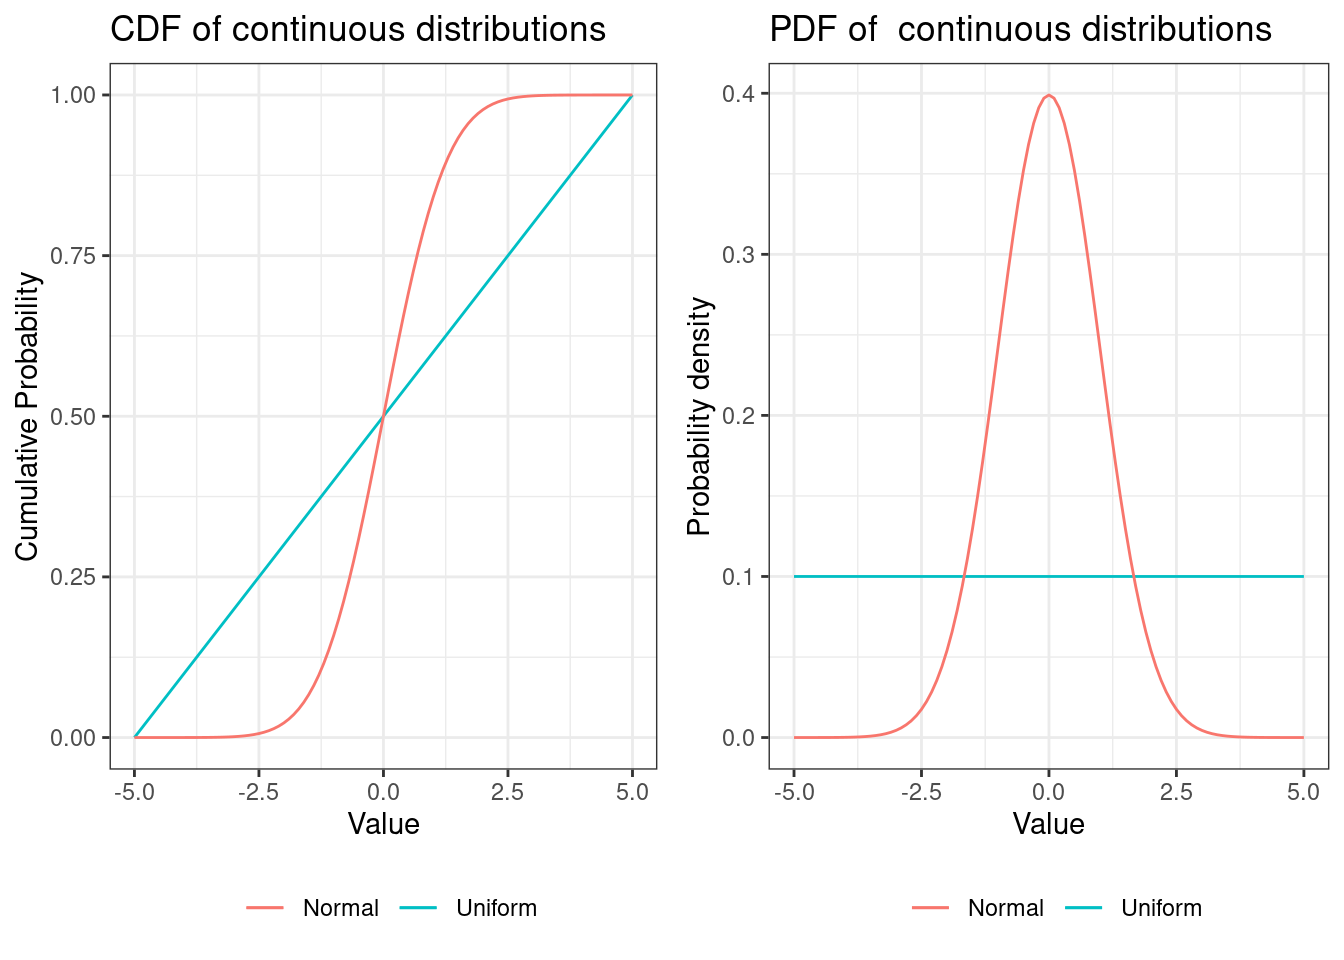 CDF of continuous distributions
Cumulative Probability
1.00
0.75
0.50
0.25
0.00
-5.0 -2.5 0.0 2.5 5.0
Value
Normal Uniform
PDF of  continuous distributions
Probability density
0.4
0.3
0.2
0.1
0.0
-5.0 -2.5 0.0 2.5 5.0
Value
Normal Uniform